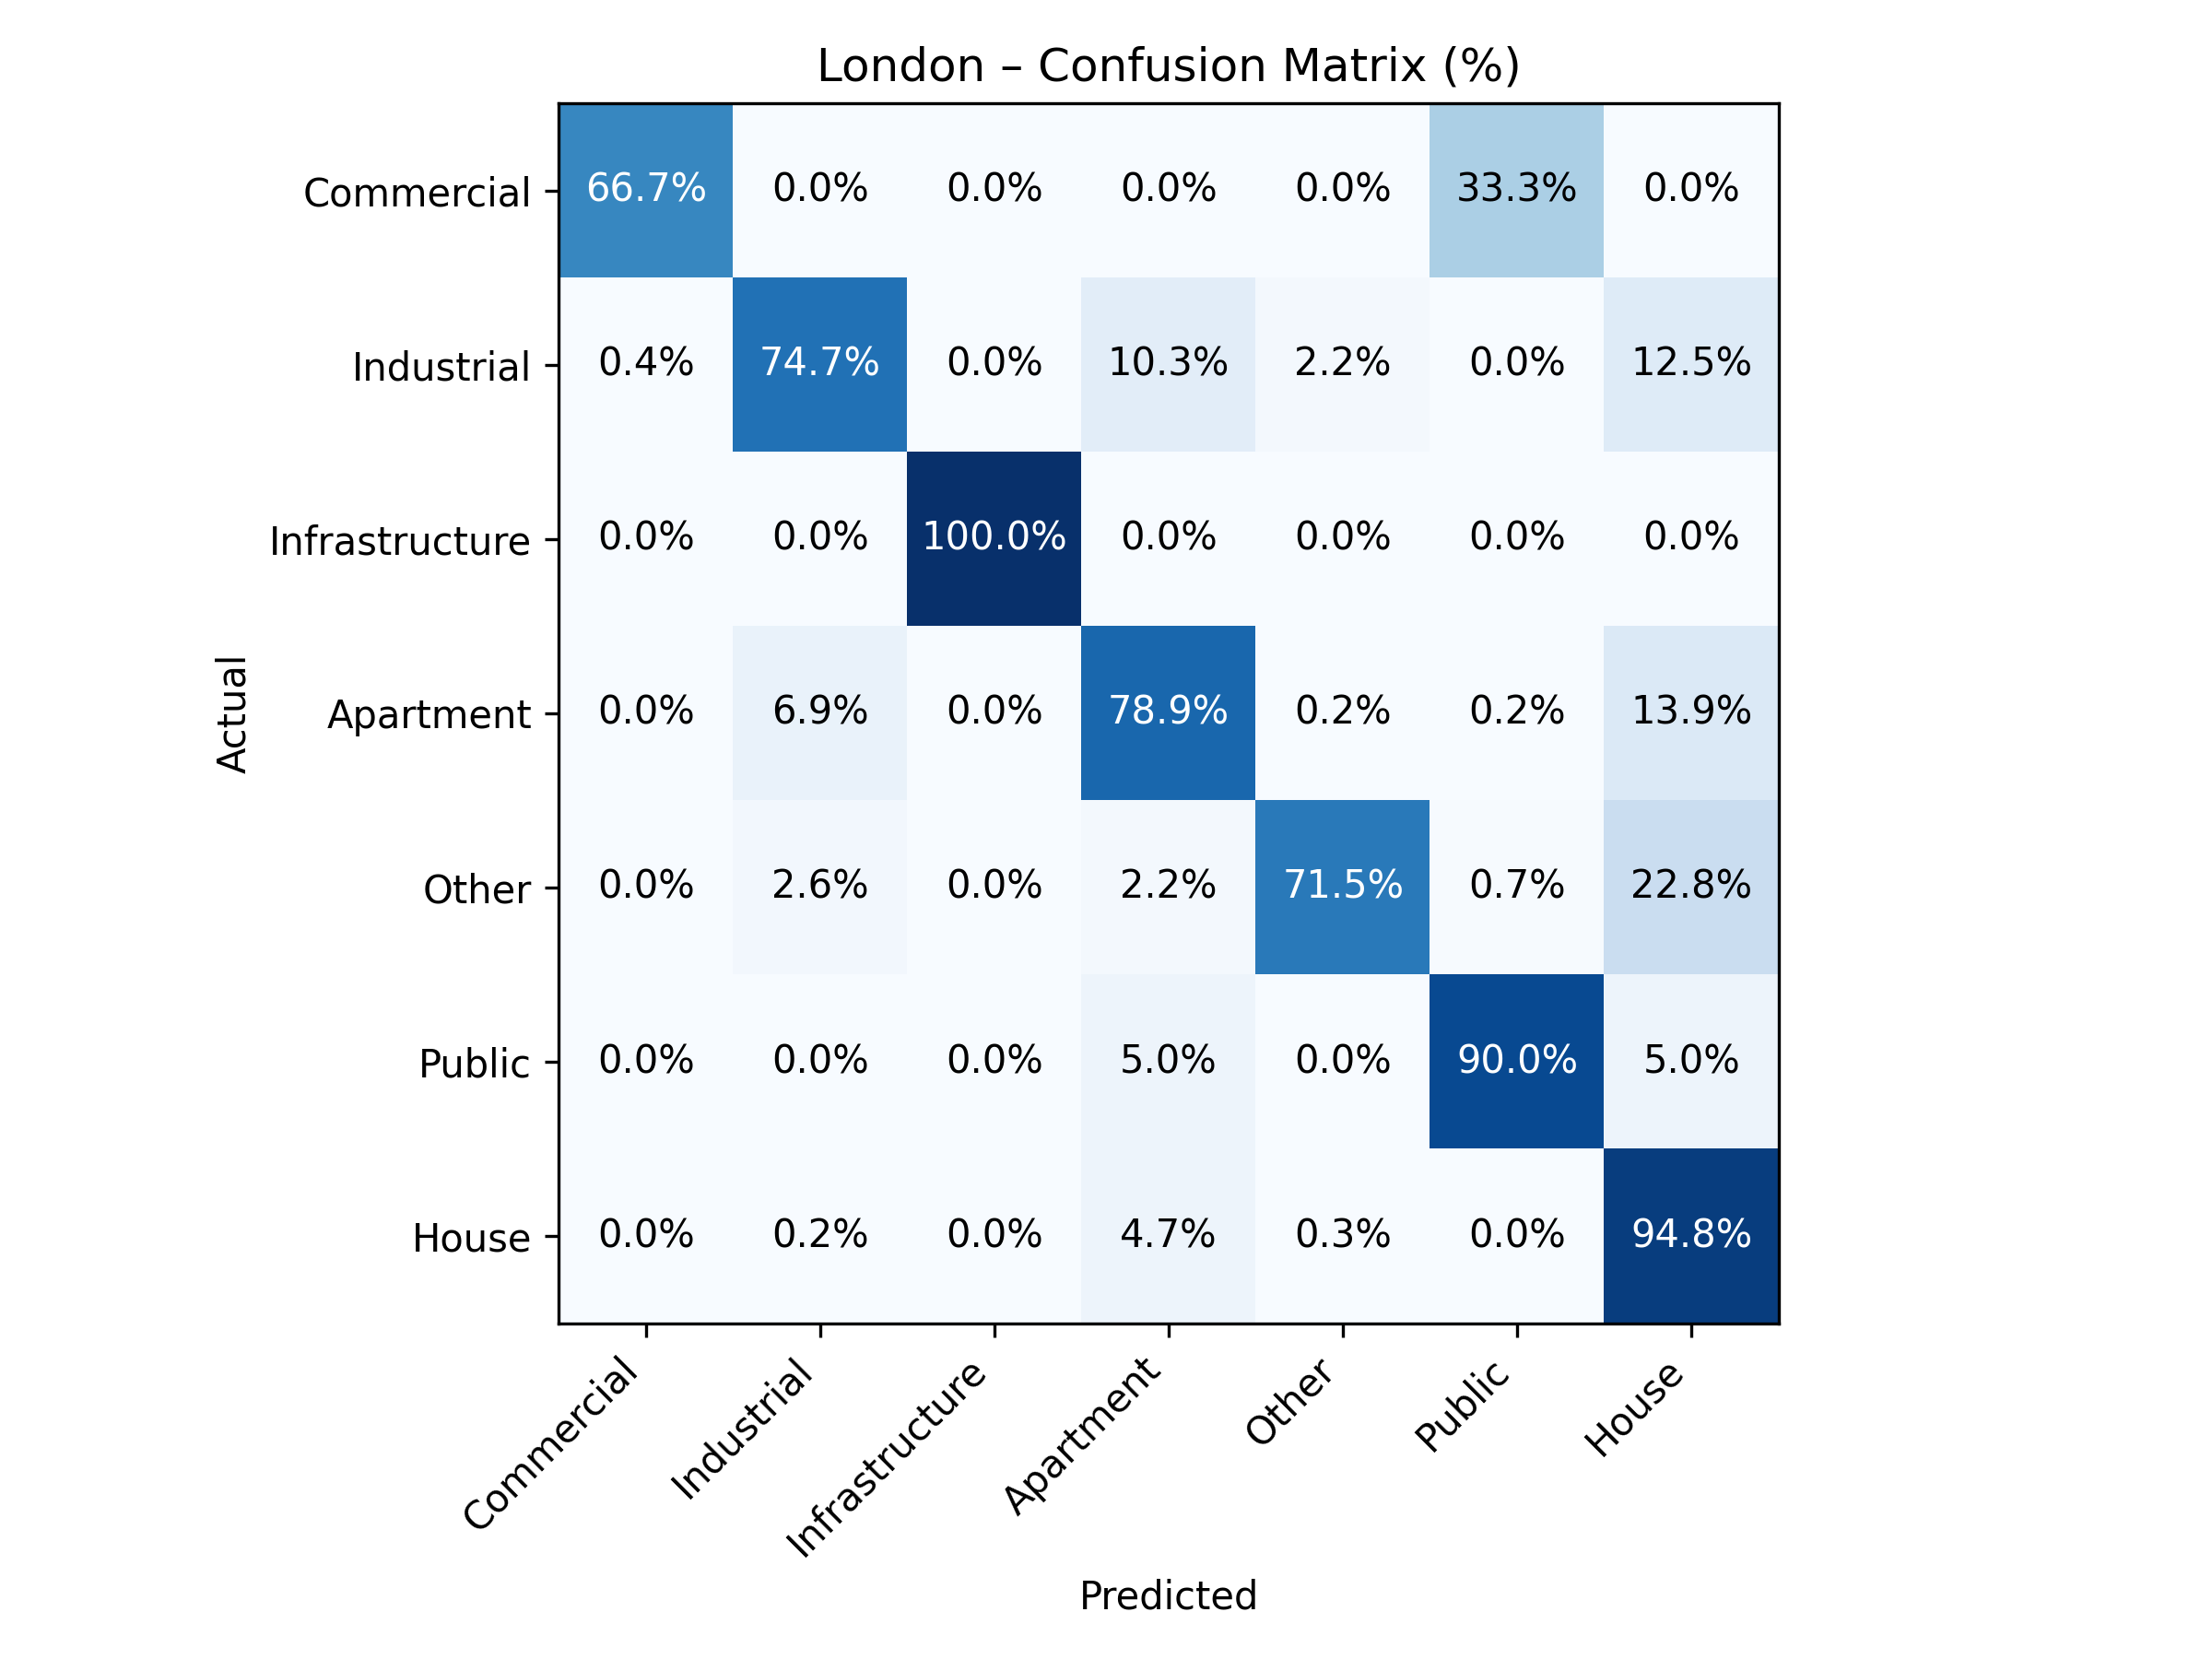 London – Confusion Matrix (%)
Actual
Commercial 66.7% 0.0% 0.0% 0.0% 0.0% 33.3% 0.0%
Industrial 0.4% 74.7% 0.0% 10.3% 2.2% 0.0% 12.5%
Infrastructure 0.0% 0.0% 100.0% 0.0% 0.0% 0.0% 0.0%
Apartment 0.0% 6.9% 0.0% 78.9% 0.2% 0.2% 13.9%
Other 0.0% 2.6% 0.0% 2.2% 71.5% 0.7% 22.8%
Public 0.0% 0.0% 0.0% 5.0% 0.0% 90.0% 5.0%
House 0.0% 0.2% 0.0% 4.7% 0.3% 0.0% 94.8%
Commercial Industrial Infrastructure Apartment Other Public House
Predicted